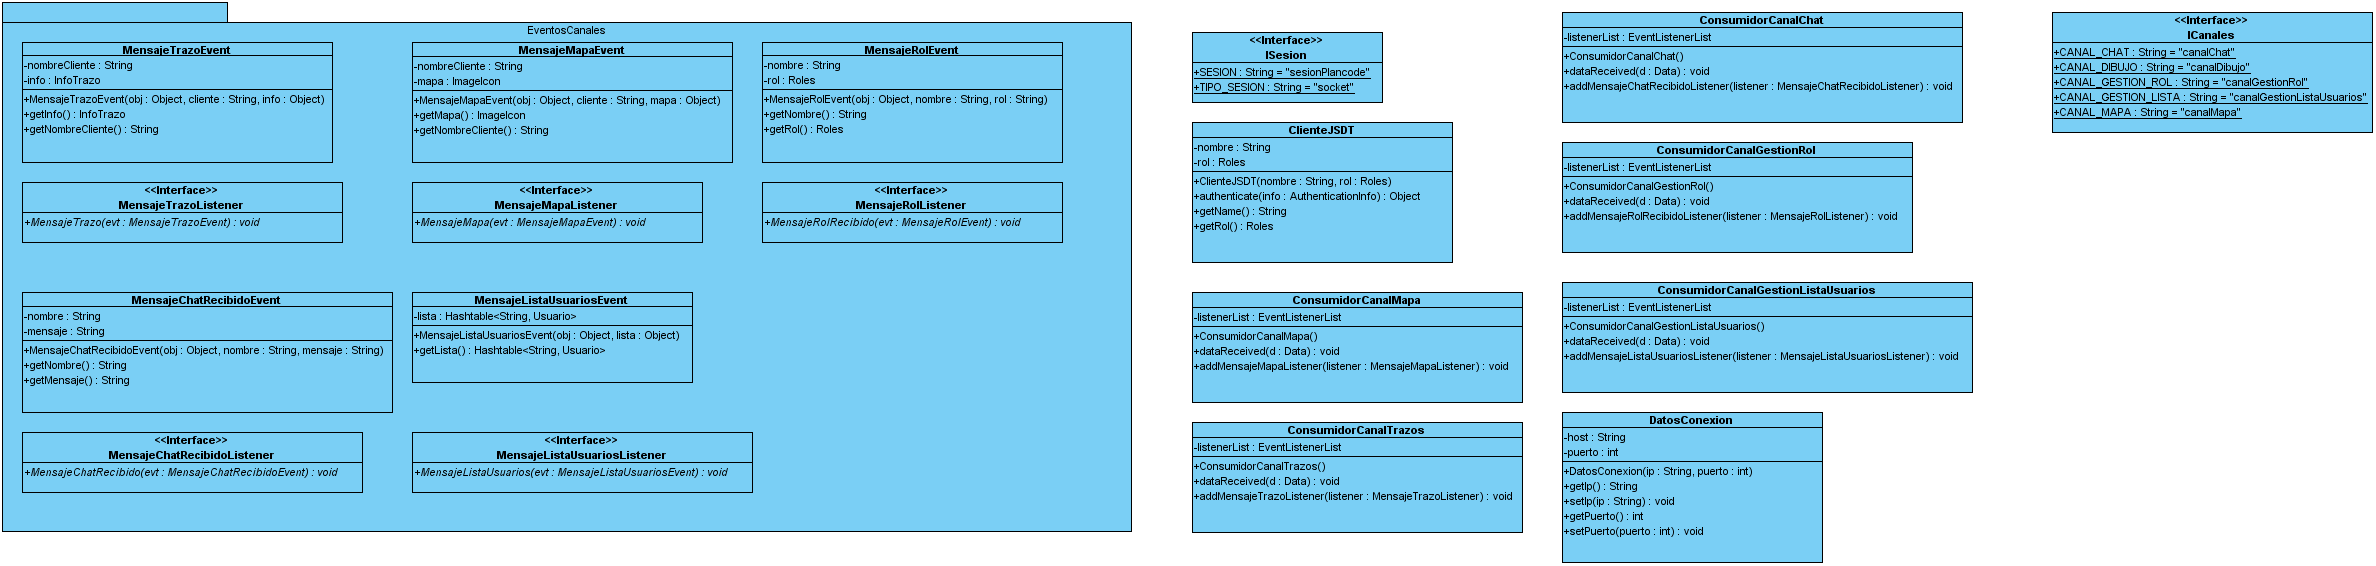 EventosCanales
MensajeTrazoEvent
-nombreCliente : String
-info : InfoTrazo
+MensajeTrazoEvent(obj : Object, cliente : String, info : Object)
+getInfo() : InfoTrazo
+getNombreCliente() : String
MensajeMapaEvent
-nombreCliente : String
-mapa : ImageIcon
+MensajeMapaEvent(obj : Object, cliente : String, mapa : Object)
+getMapa() : ImageIcon
+getNombreCliente() : String
MensajeRolEvent
-nombre : String
-rol : Roles
+MensajeRolEvent(obj : Object, nombre : String, rol : String)
+getNombre() : String
+getRol() : Roles
<<Interface>>
MensajeTrazoListener
+MensajeTrazo(evt : MensajeTrazoEvent) : void
<<Interface>>
MensajeMapaListener
+MensajeMapa(evt : MensajeMapaEvent) : void
<<Interface>>
MensajeRolListener
+MensajeRolRecibido(evt : MensajeRolEvent) : void
MensajeChatRecibidoEvent
-nombre : String
-mensaje : String
+MensajeChatRecibidoEvent(obj : Object, nombre : String, mensaje : String)
+getNombre() : String
+getMensaje() : String
MensajeListaUsuariosEvent
-lista : Hashtable<String, Usuario>
+MensajeListaUsuariosEvent(obj : Object, lista : Object)
+getLista() : Hashtable<String, Usuario>
<<Interface>>
MensajeChatRecibidoListener
+MensajeChatRecibido(evt : MensajeChatRecibidoEvent) : void
<<Interface>>
MensajeListaUsuariosListener
+MensajeListaUsuarios(evt : MensajeListaUsuariosEvent) : void
<<Interface>>
ISesion
+SESION : String = "sesionPlancode"
+TIPO_SESION : String = "socket"
ClienteJSDT
-nombre : String
-rol : Roles
+ClienteJSDT(nombre : String, rol : Roles)
+authenticate(info : AuthenticationInfo) : Object
+getName() : String
+getRol() : Roles
ConsumidorCanalMapa
-listenerList : EventListenerList
+ConsumidorCanalMapa()
+dataReceived(d : Data) : void
+addMensajeMapaListener(listener : MensajeMapaListener) : void
ConsumidorCanalTrazos
-listenerList : EventListenerList
+ConsumidorCanalTrazos()
+dataReceived(d : Data) : void
+addMensajeTrazoListener(listener : MensajeTrazoListener) : void
ConsumidorCanalChat
-listenerList : EventListenerList
+ConsumidorCanalChat()
+dataReceived(d : Data) : void
+addMensajeChatRecibidoListener(listener : MensajeChatRecibidoListener) : void
ConsumidorCanalGestionRol
-listenerList : EventListenerList
+ConsumidorCanalGestionRol()
+dataReceived(d : Data) : void
+addMensajeRolRecibidoListener(listener : MensajeRolListener) : void
ConsumidorCanalGestionListaUsuarios
-listenerList : EventListenerList
+ConsumidorCanalGestionListaUsuarios()
+dataReceived(d : Data) : void
+addMensajeListaUsuariosListener(listener : MensajeListaUsuariosListener) : void
DatosConexion
-host : String
-puerto : int
+DatosConexion(ip : String, puerto : int)
+getIp() : String
+setIp(ip : String) : void
+getPuerto() : int
+setPuerto(puerto : int) : void
<<Interface>>
ICanales
+CANAL_CHAT : String = "canalChat"
+CANAL_DIBUJO : String = "canalDibujo"
+CANAL_GESTION_ROL : String = "canalGestionRol"
+CANAL_GESTION_LISTA : String = "canalGestionListaUsuarios"
+CANAL_MAPA : String = "canalMapa"